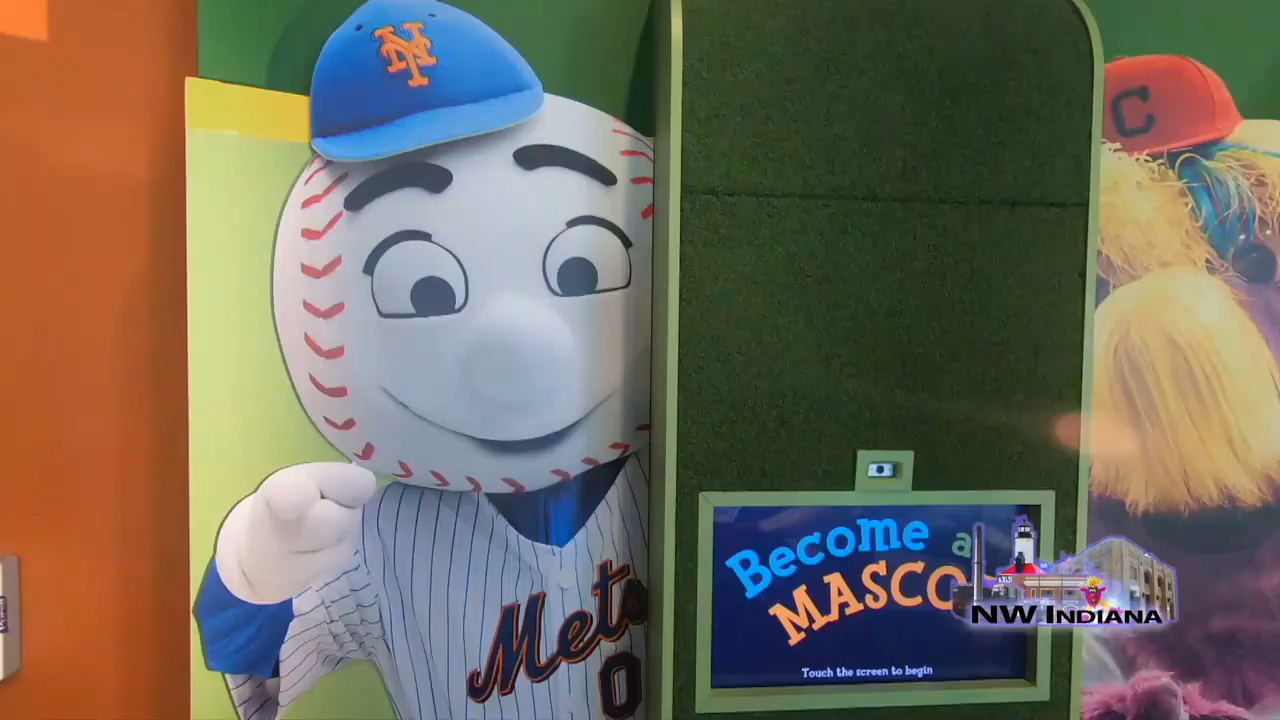 NY
C
Mets
0
Become a
MASCO
Touch the screen to begin
NW INDIANA